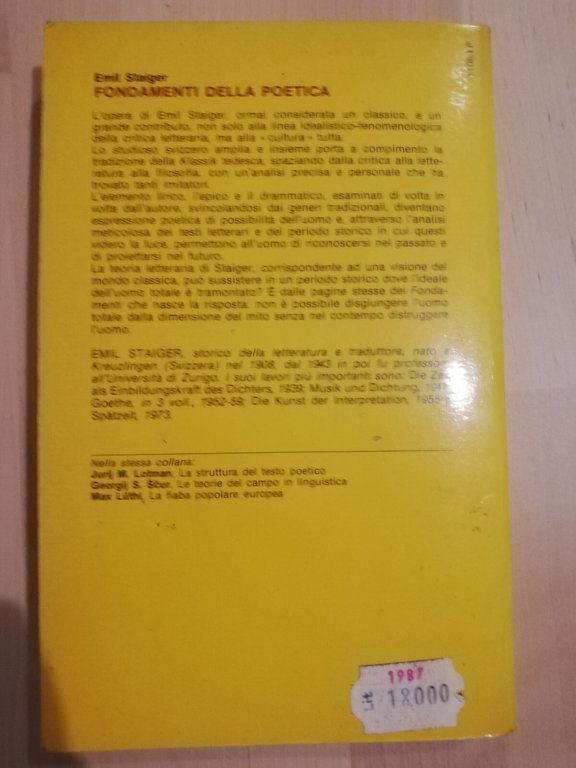 Emil Staiger
FONDAMENTI DELLA POETICA
L'opera di Emil Staiger, ormai considerata un classico, è un
grande contributo, non solo alla linea idealistico-fenomenologica
della critica letteraria, ma alla «cultura» tutta.
Lo studioso svizzero amplia e insieme porta a compimento la
tradizione della Klassik tedesca, spaziando dalla critica alla lette-
ratura alla filosofia, con un'analisi precisa e personale che ha
trovato tanti imitatori.
L'elemento lirico, l'epico e il drammatico, esaminati di volta in
volta dall'autore, svincolandosi dai generi tradizionali, diventano
espressione poetica di possibilità dell'uomo e, attraverso l'analisi
meticolosa dei testi letterari e del periodo storico in cui questi
videro la luce, permettono all'uomo di riconoscersi nel passato e
di proiettarsi nel futuro.
La teoria letteraria di Staiger, corrispondente ad una visione del
mondo classica, può sussistere in un periodo storico dove l'ideale
dell'uomo totale è tramontato? È dalle pagine stesse dei Fonda-
menti che nasce la risposta: non è possibile disgiungere l'uomo
totale dalla dimensione del mito senza nel contempo distruggere
l'uomo.
EMIL STAIGER, storico della letteratura e traduttore, nato a
Kreuzlingen (Svizzera) nel 1908, dal 1943 in poi fu professore
all'Università di Zurigo. I suoi lavori più importanti sono: Die Zeit
als Einbildungskraft des Dichters, 1939; Musik und Dichtung,
Goethe, in 3 voll., 1952-59; Die Kunst der Interpretation, 1955;
Spätzeit, 1973.
Nella stessa collana:
Jurij M. Lotman, La struttura del testo poetico
Georgij S. Ščur, Le teorie del campo in linguistica
Max Lüthi, La fiaba popolare europea
1987
18000